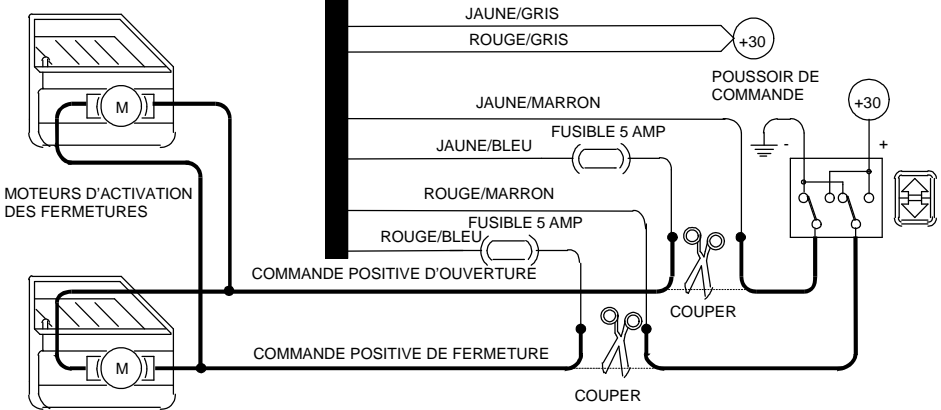 JAUNE/GRIS
ROUGE/GRIS
+30
POUSSOIR DE
COMMANDE
+30
JAUNE/MARRON
FUSIBLE 5 AMP
JAUNE/BLEU
- +
M
MOTEURS D'ACTIVATION
DES FERMETURES
ROUGE/MARRON
FUSIBLE 5 AMP
ROUGE/BLEU
COMMANDE POSITIVE D'OUVERTURE
COUPER
COMMANDE POSITIVE DE FERMETURE
M
COUPER